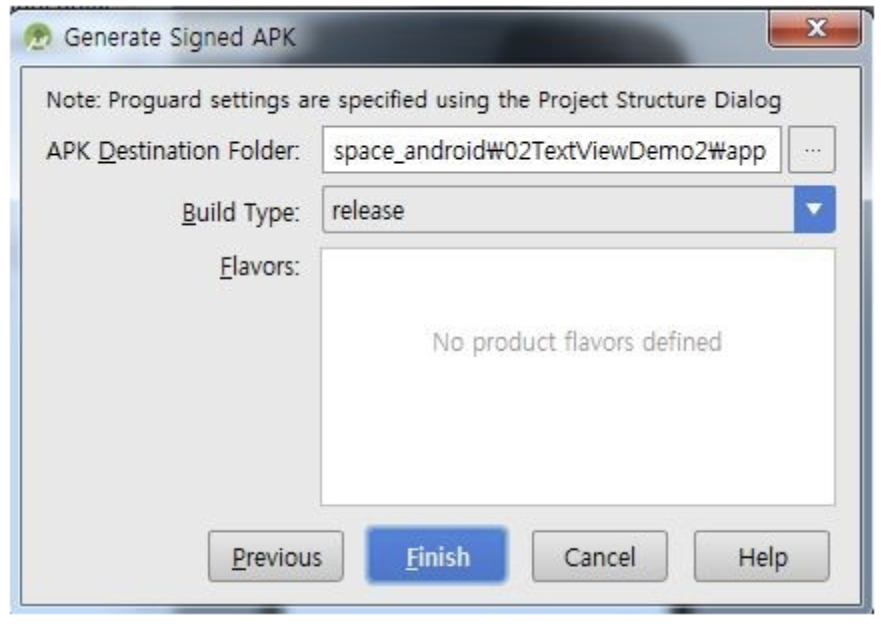 Generate Signed APK
Note: Proguard settings are specified using the Project Structure Dialog
APK Destination Folder: space_android₩02TextViewDemo2₩app ...
Build Type: release
Flavors:
No product flavors defined
Previous Finish Cancel Help